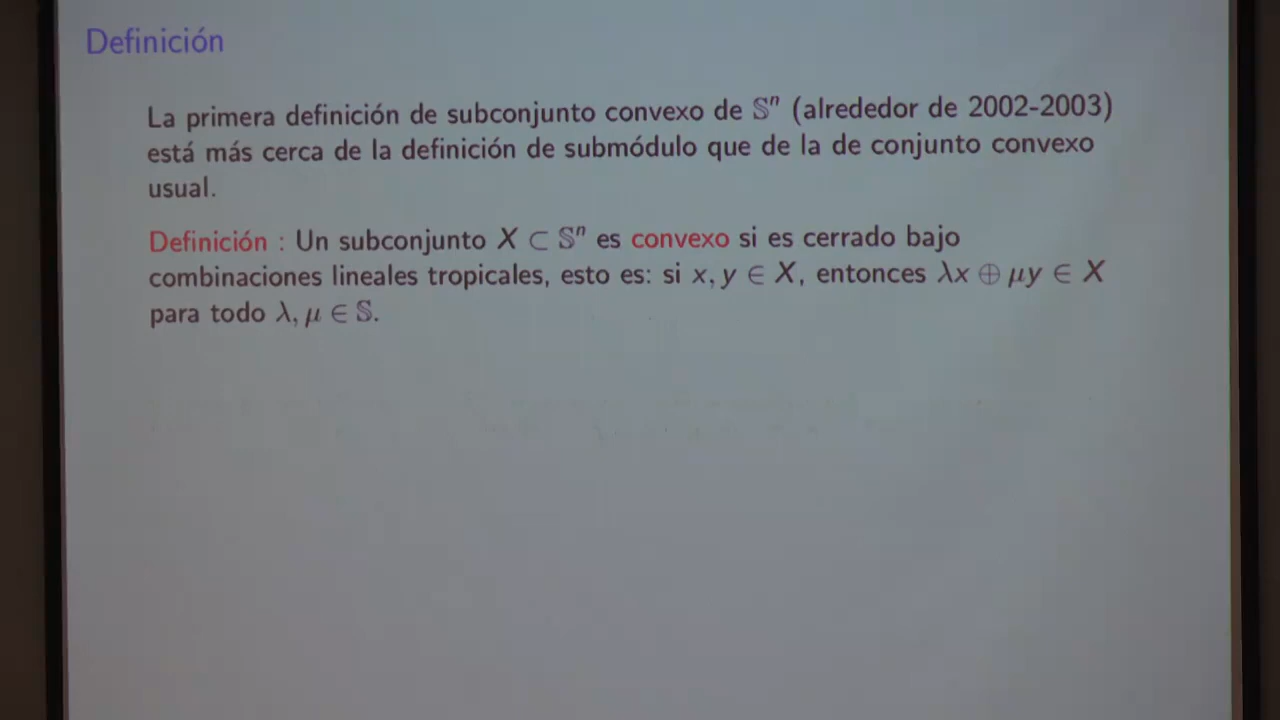 Definición
La primera definición de subconjunto convexo de 𝕊ⁿ (alrededor de 2002-2003)
está más cerca de la definición de submódulo que de la de conjunto convexo
usual.
Definición : Un subconjunto X ⊂ 𝕊ⁿ es convexo si es cerrado bajo
combinaciones lineales tropicales, esto es: si x, y ∈ X, entonces λx ⊕ μy ∈ X
para todo λ, μ ∈ 𝕊.